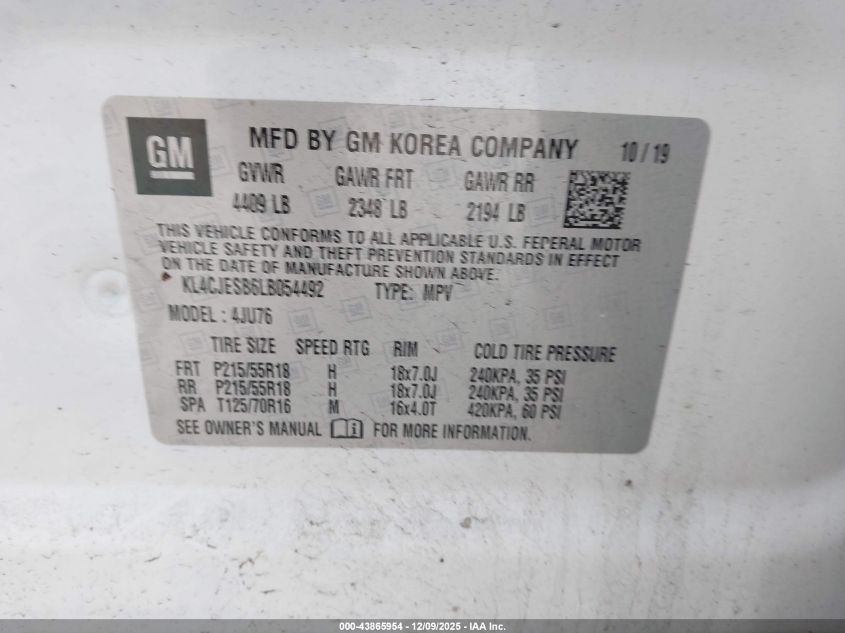 GM
MFD BY GM KOREA COMPANY 10/19
GVWR GAWR FRT GAWR RR
4409 LB 2348 LB 2194 LB
THIS VEHICLE CONFORMS TO ALL APPLICABLE U.S. FEDERAL MOTOR
VEHICLE SAFETY AND THEFT PREVENTION STANDARDS IN EFFECT
ON THE DATE OF MANUFACTURE SHOWN ABOVE.
KL4CJESB6LB054492 TYPE: MPV
MODEL : 4JU76
TIRE SIZE SPEED RTG RIM COLD TIRE PRESSURE
FRT P215/55R18 H 18x7.0J 240KPA, 35 PSI
RR P215/55R18 H 18x7.0J 240KPA, 35 PSI
SPA T125/70R16 M 16x4.0T 420KPA, 60 PSI
SEE OWNER'S MANUAL i FOR MORE INFORMATION.
000-43865954 - 12/09/2025 - IAA Inc.